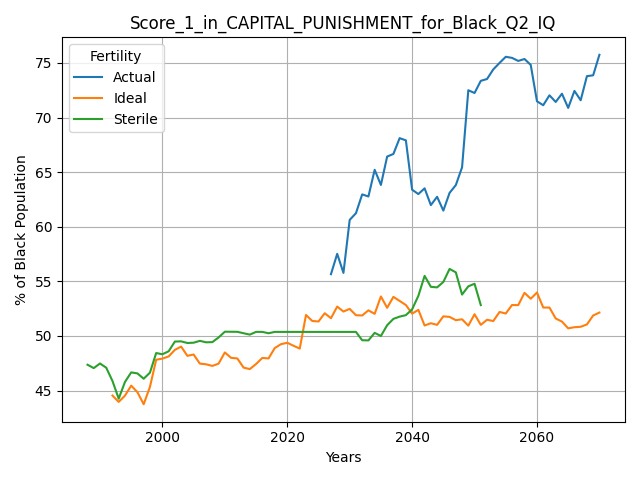 Score_1_in_CAPITAL_PUNISHMENT_for_Black_Q2_IQ
Fertility
Actual
Ideal
Sterile
% of Black Population
75
70
65
60
55
50
45
2000
2020
2040
2060
Years